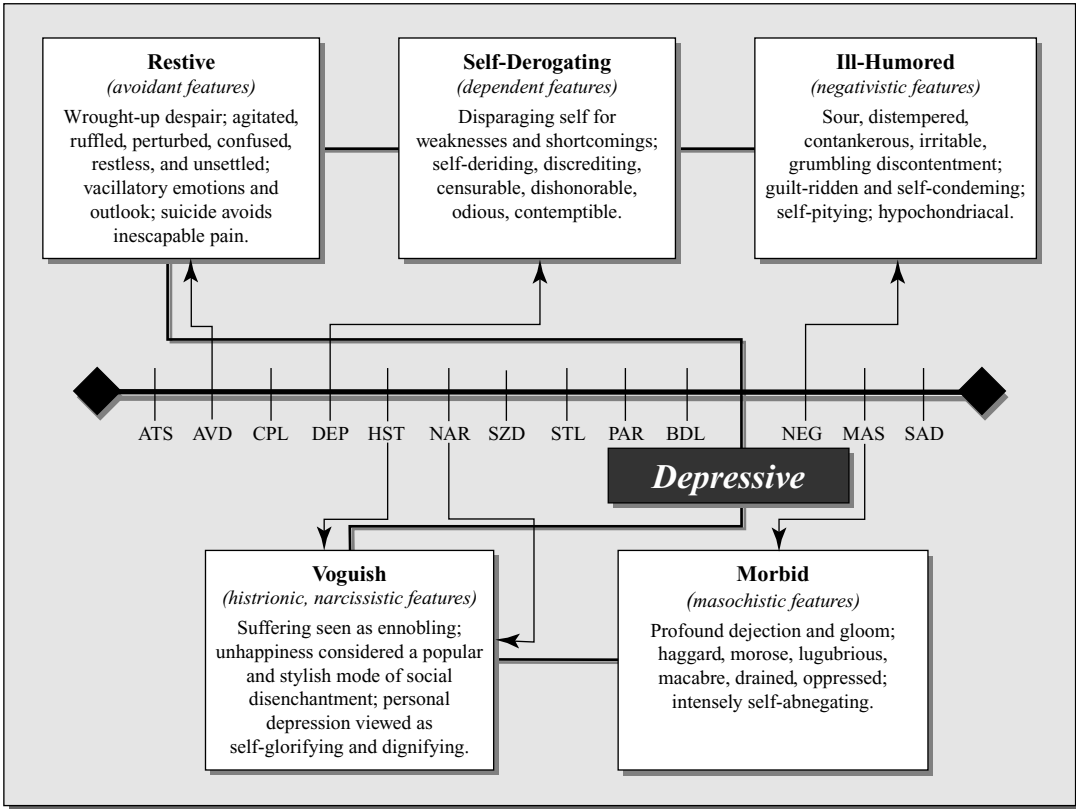 Restive
(avoidant features)
Wrought-up despair; agitated,
ruffled, perturbed, confused,
restless, and unsettled;
vacillatory emotions and
outlook; suicide avoids
inescapable pain.
Self-Derogating
(dependent features)
Disparaging self for
weaknesses and shortcomings;
self-deriding, discrediting,
censurable, dishonorable,
odious, contemptible.
Ill-Humored
(negativistic features)
Sour, distempered,
contankerous, irritable,
grumbling discontentment;
guilt-ridden and self-condeming;
self-pitying; hypochondriacal.
ATS AVD CPL DEP HST NAR SZD STL PAR BDL NEG MAS SAD
Depressive
Voguish
(histrionic, narcissistic features)
Suffering seen as ennobling;
unhappiness considered a popular
and stylish mode of social
disenchantment; personal
depression viewed as
self-glorifying and dignifying.
Morbid
(masochistic features)
Profound dejection and gloom;
haggard, morose, lugubrious,
macabre, drained, oppressed;
intensely self-abnegating.